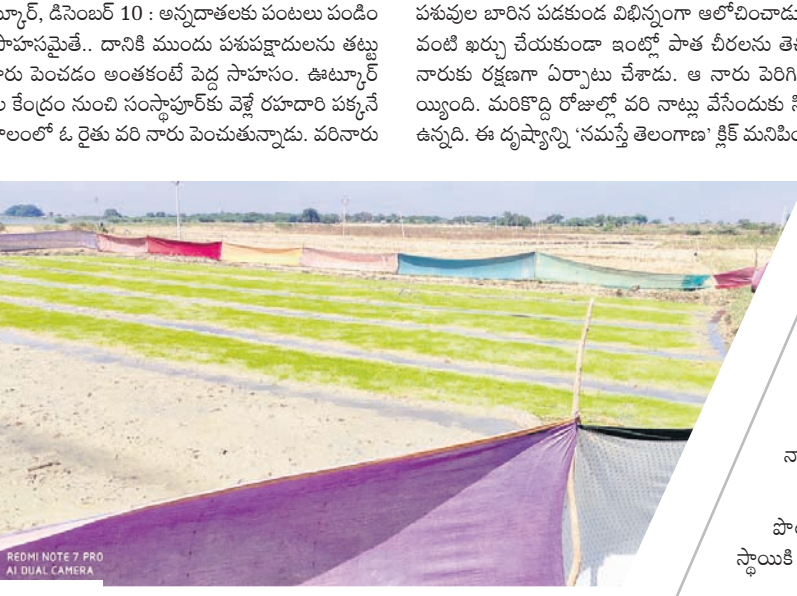 ్కూర్, డిసెంబర్ 10 : అన్నదాతలకు పంటలు పండిం
సాహసమైతే.. దానికి ముందు పశుపక్షాదులను తట్టు
రు పెంచడం అంతకంటే పెద్ద సాహసం. ఊట్కూర్
కేంద్రం నుంచి సంస్థాపూర్‌కు వెళ్లే రహదారి పక్కనే
లంలో ఓ రైతు వరి నారు పెంచుతున్నాడు. వరినారు
పశువుల బారిన పడకుండ విభిన్నంగా ఆలోచించాడు
వంటి ఖర్చు చేయకుండా ఇంట్లో పాత చీరలను తె
నారుకు రక్షణగా ఏర్పాటు చేశాడు. ఆ నారు పెరిగి
య్యింది. మరికొద్ది రోజుల్లో వరి నాట్లు వేసేందుకు సి
ఉన్నది. ఈ దృష్యాన్ని ‘నమస్తే తెలంగాణ’ క్లిక్ మనిపిం
REDMI NOTE 7 PRO
AI DUAL CAMERA
నా
పొ
స్థాయికి